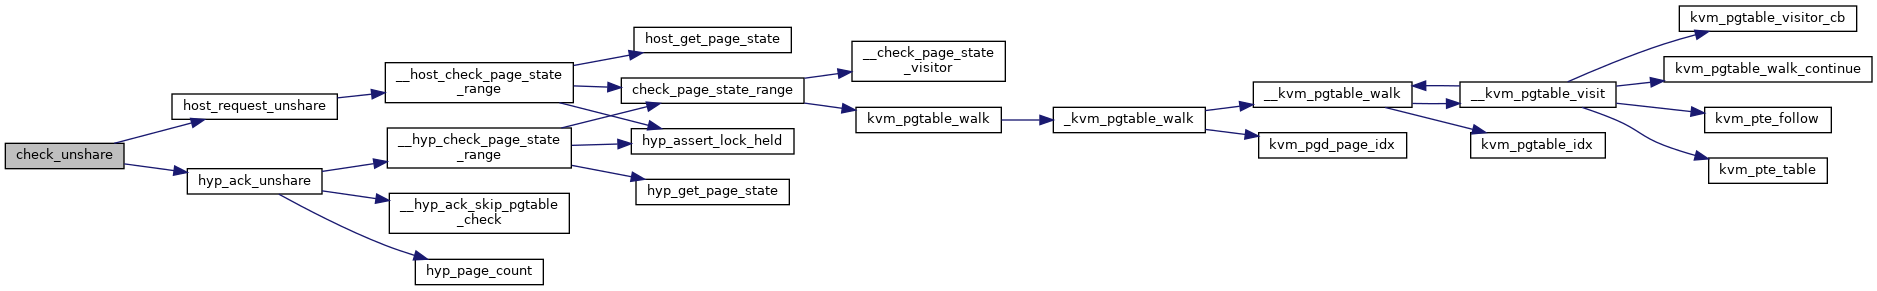 check_unshare
host_request_unshare
hyp_ack_unshare
__host_check_page_state
_range
__hyp_check_page_state
_range
__hyp_ack_skip_pgtable
_check
hyp_page_count
host_get_page_state
check_page_state_range
hyp_assert_lock_held
hyp_get_page_state
__check_page_state
_visitor
kvm_pgtable_walk
_kvm_pgtable_walk
__kvm_pgtable_walk
kvm_pgd_page_idx
__kvm_pgtable_visit
kvm_pgtable_idx
kvm_pgtable_visitor_cb
kvm_pgtable_walk_continue
kvm_pte_follow
kvm_pte_table